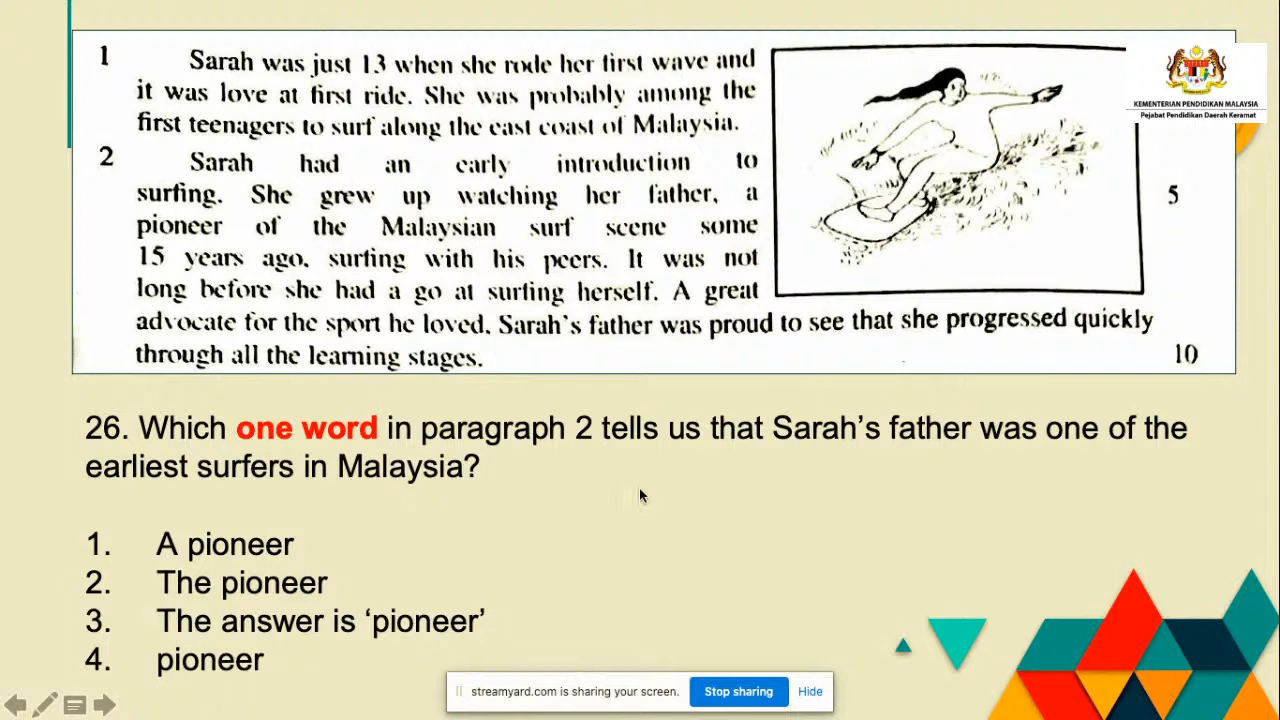 1 Sarah was just 13 when she rode her first wave and
it was love at first ride. She was probably among the
first teenagers to surf along the east coast of Malaysia.
2 Sarah had an early introduction to
surfing. She grew up watching her father, a
5
pioneer of the Malaysian surf scene some
15 years ago, surfing with his peers. It was not
long before she had a go at surfing herself. A great
advocate for the sport he loved, Sarah's father was proud to see that she progressed quickly
through all the learning stages.
10
KEMENTERIAN PENDIDIKAN MALAYSIA
Pejabat Pendidikan Daerah Keramat
26. Which one word in paragraph 2 tells us that Sarah's father was one of the
earliest surfers in Malaysia?
1. A pioneer
2. The pioneer
3. The answer is 'pioneer'
4. pioneer
streamyard.com is sharing your screen. Stop sharing Hide